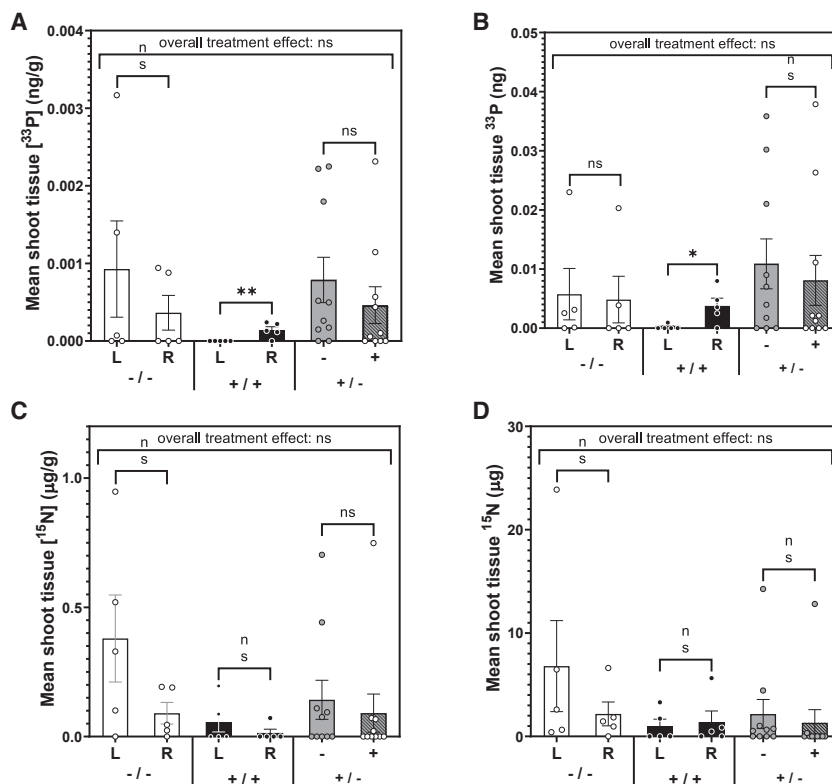 A
Mean shoot tissue [³³P] (ng/g)
0.004
0.003
0.002
0.001
0.000
overall treatment effect: ns
n
s
**
ns
L R L R - +
- / - + / + + / -
B
Mean shoot tissue ³³P (ng)
0.05
0.04
0.03
0.02
0.01
0.00
overall treatment effect: ns
ns
*
n
s
L R L R - +
- / - + / + + / -
C
Mean shoot tissue [¹⁵N] (µg/g)
1.0
0.5
0.0
overall treatment effect: ns
n
s
n
s
ns
L R L R - +
- / - + / + + / -
D
Mean shoot tissue ¹⁵N (µg)
30
20
10
0
overall treatment effect: ns
n
s
n
s
n
s
L R L R - +
- / - + / + + / -